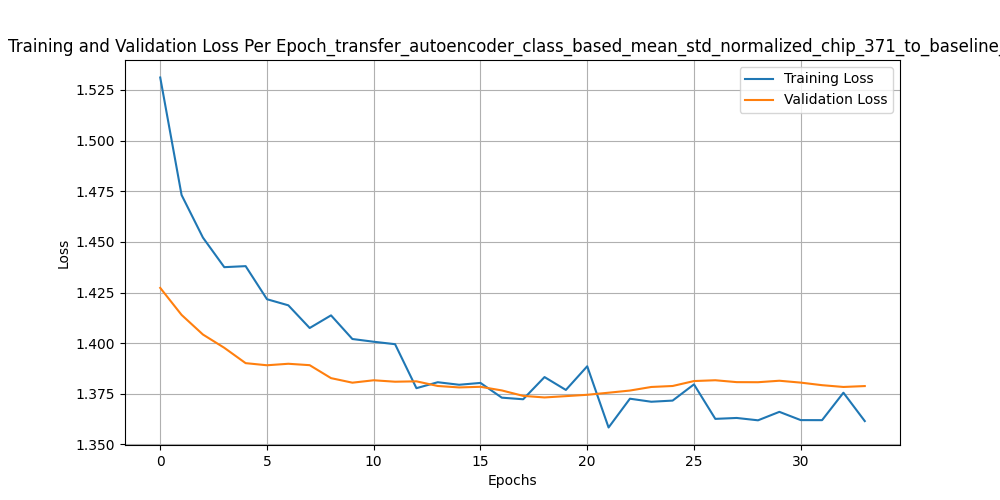 Training and Validation Loss Per Epoch_transfer_autoencoder_class_based_mean_std_normalized_chip_371_to_baseline_
Training Loss
Validation Loss
1.525
1.500
1.475
1.450
1.425
1.400
1.375
1.350
Loss
0 5 10 15 20 25 30
Epochs